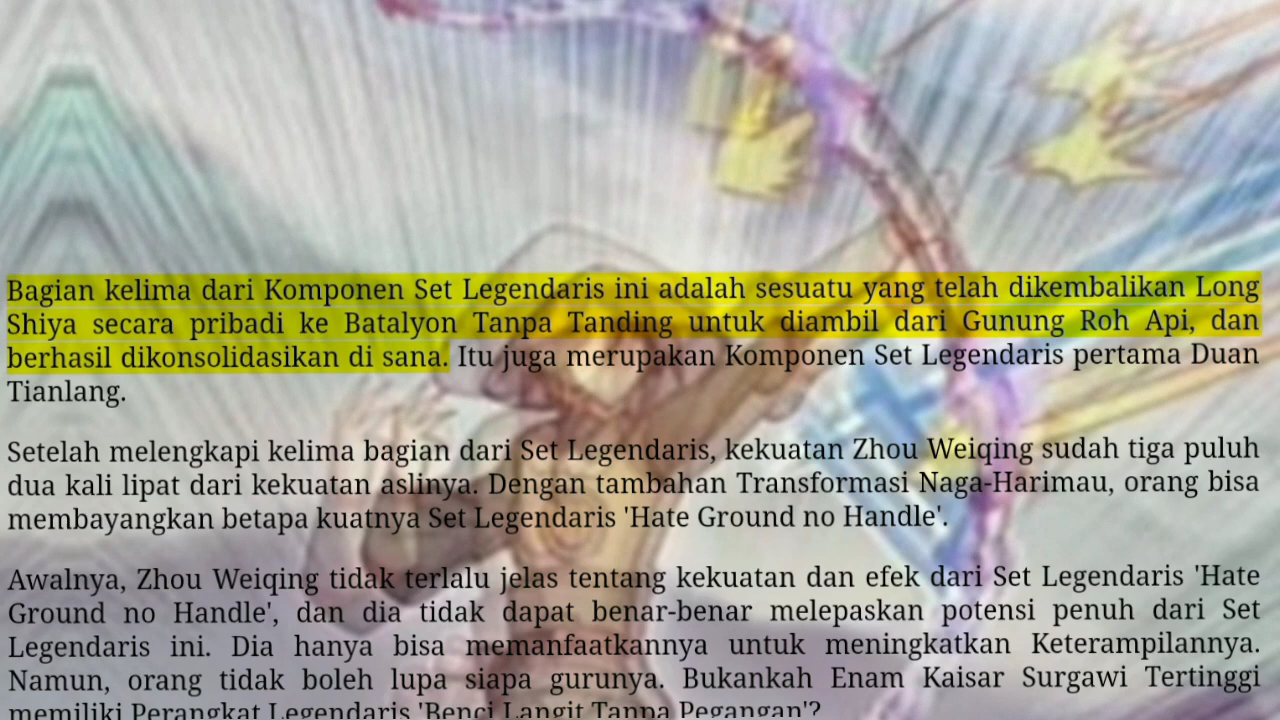 Bagian kelima dari Komponen Set Legendaris ini adalah sesuatu yang telah dikembalikan Long
Shiya secara pribadi ke Batalyon Tanpa Tanding untuk diambil dari Gunung Roh Api, dan
berhasil dikonsolidasikan di sana. Itu juga merupakan Komponen Set Legendaris pertama Duan
Tianlang.
Setelah melengkapi kelima bagian dari Set Legendaris, kekuatan Zhou Weiqing sudah tiga puluh
dua kali lipat dari kekuatan aslinya. Dengan tambahan Transformasi Naga-Harimau, orang bisa
membayangkan betapa kuatnya Set Legendaris 'Hate Ground no Handle'.
Awalnya, Zhou Weiqing tidak terlalu jelas tentang kekuatan dan efek dari Set Legendaris 'Hate
Ground no Handle', dan dia tidak dapat benar-benar melepaskan potensi penuh dari Set
Legendaris ini. Dia hanya bisa memanfaatkannya untuk meningkatkan Keterampilannya.
Namun, orang tidak boleh lupa siapa gurunya. Bukankah Enam Kaisar Surgawi Tertinggi
memiliki Perangkat Legendaris 'Benci Langit Tanpa Pegangan'?